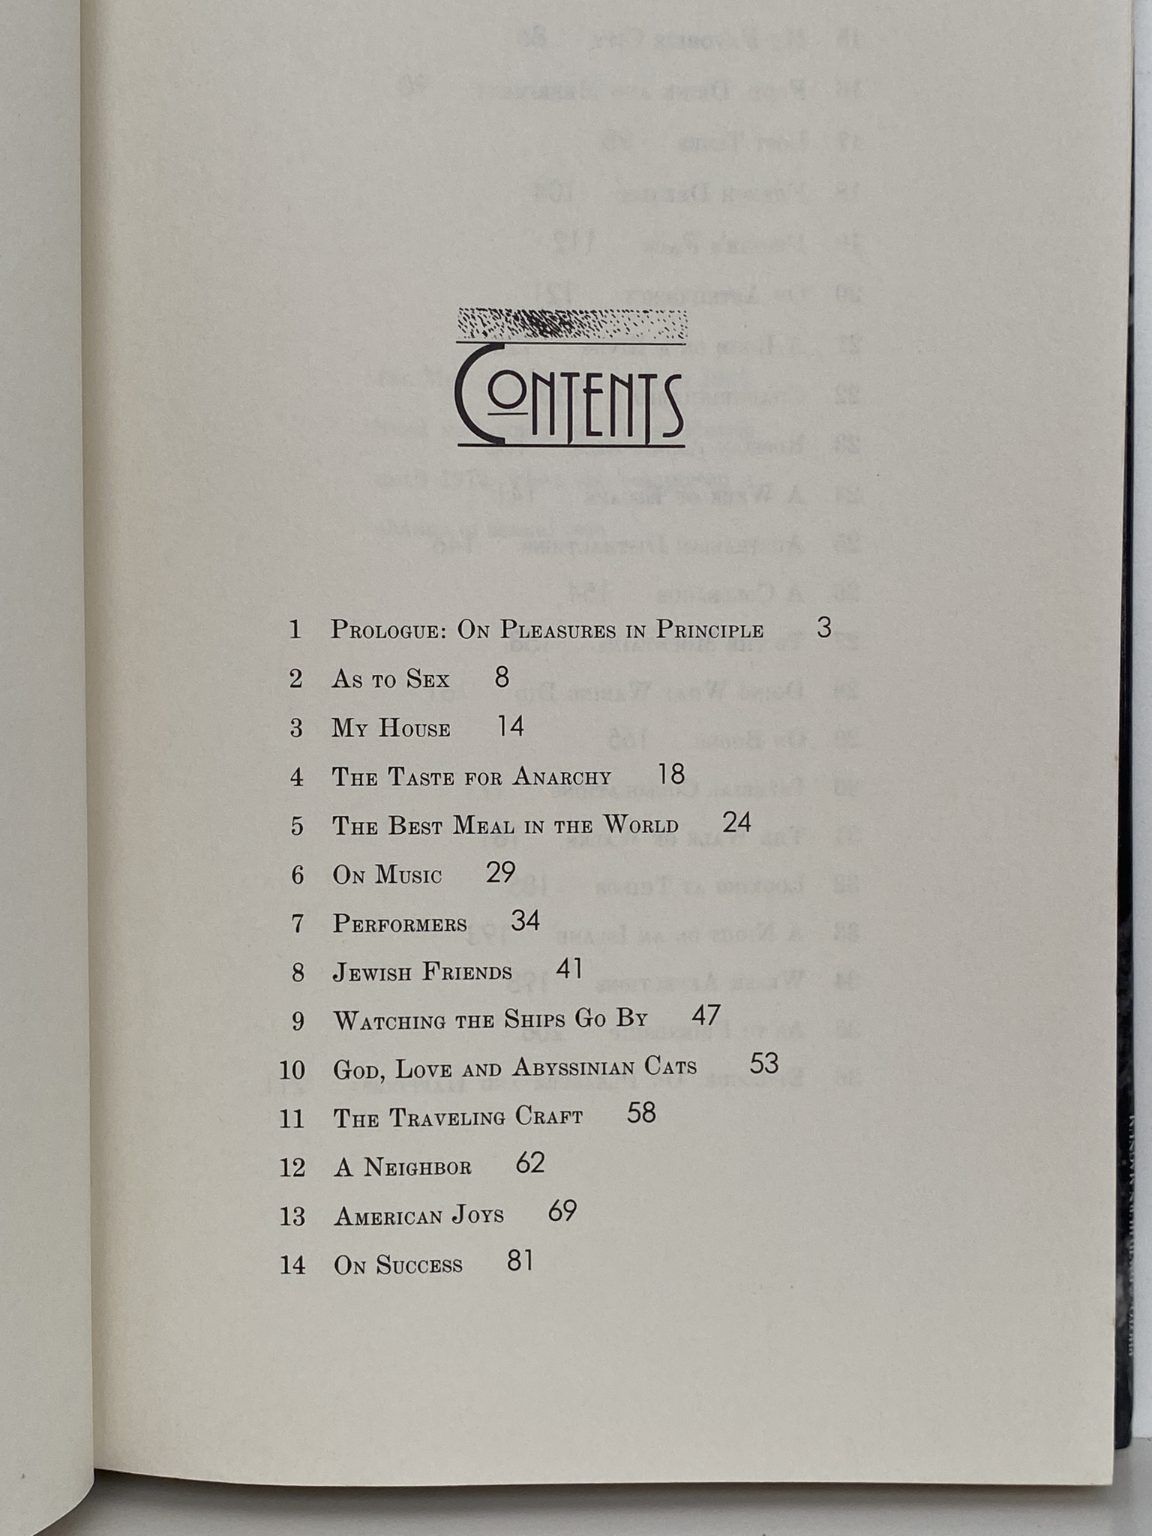 CONTENTS
1 PROLOGUE: ON PLEASURES IN PRINCIPLE 3
2 AS TO SEX 8
3 MY HOUSE 14
4 THE TASTE FOR ANARCHY 18
5 THE BEST MEAL IN THE WORLD 24
6 ON MUSIC 29
7 PERFORMERS 34
8 JEWISH FRIENDS 41
9 WATCHING THE SHIPS GO BY 47
10 GOD, LOVE AND ABYSSINIAN CATS 53
11 THE TRAVELING CRAFT 58
12 A NEIGHBOR 62
13 AMERICAN JOYS 69
14 ON SUCCESS 81